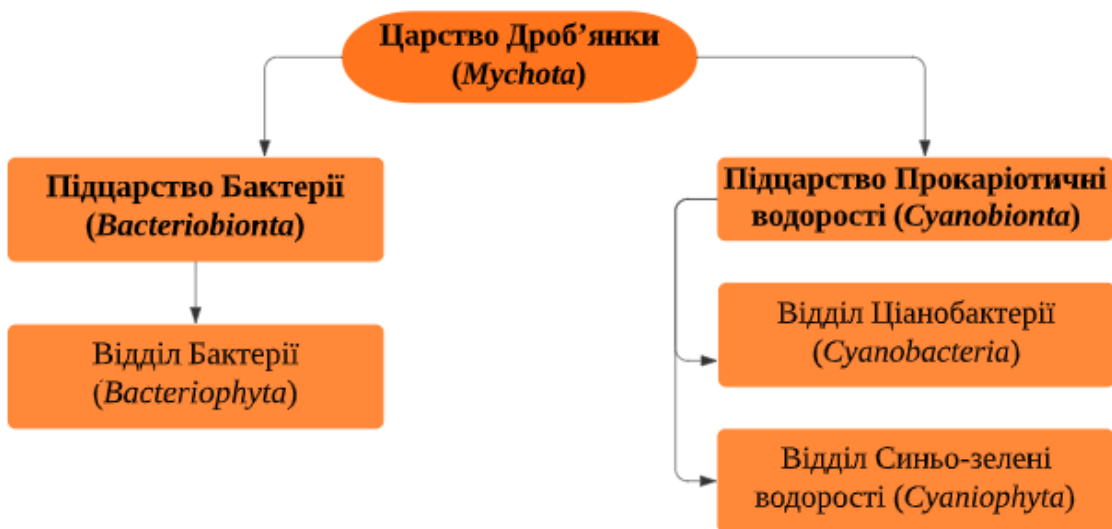 Царство Дроб’янки
(Mychota)
Підцарство Бактерії
(Bacteriobionta)
Відділ Бактерії
(Bacteriophyta)
Підцарство Прокаріотичні
водорості (Cyanobionta)
Відділ Ціанобактерії
(Cyanobacteria)
Відділ Синьо-зелені
водорості (Cyaniophyta)